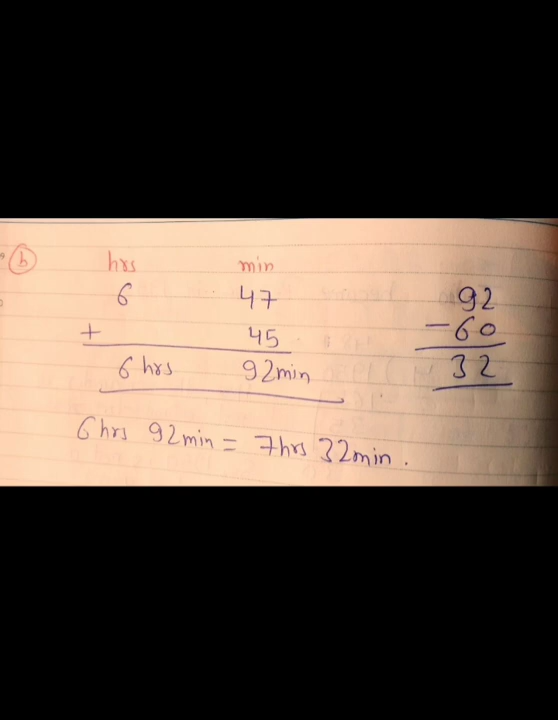 b hrs min
6 47 92
+ 45 - 60
6 hrs 92min 32
6hrs 92min = 7hrs 32min.